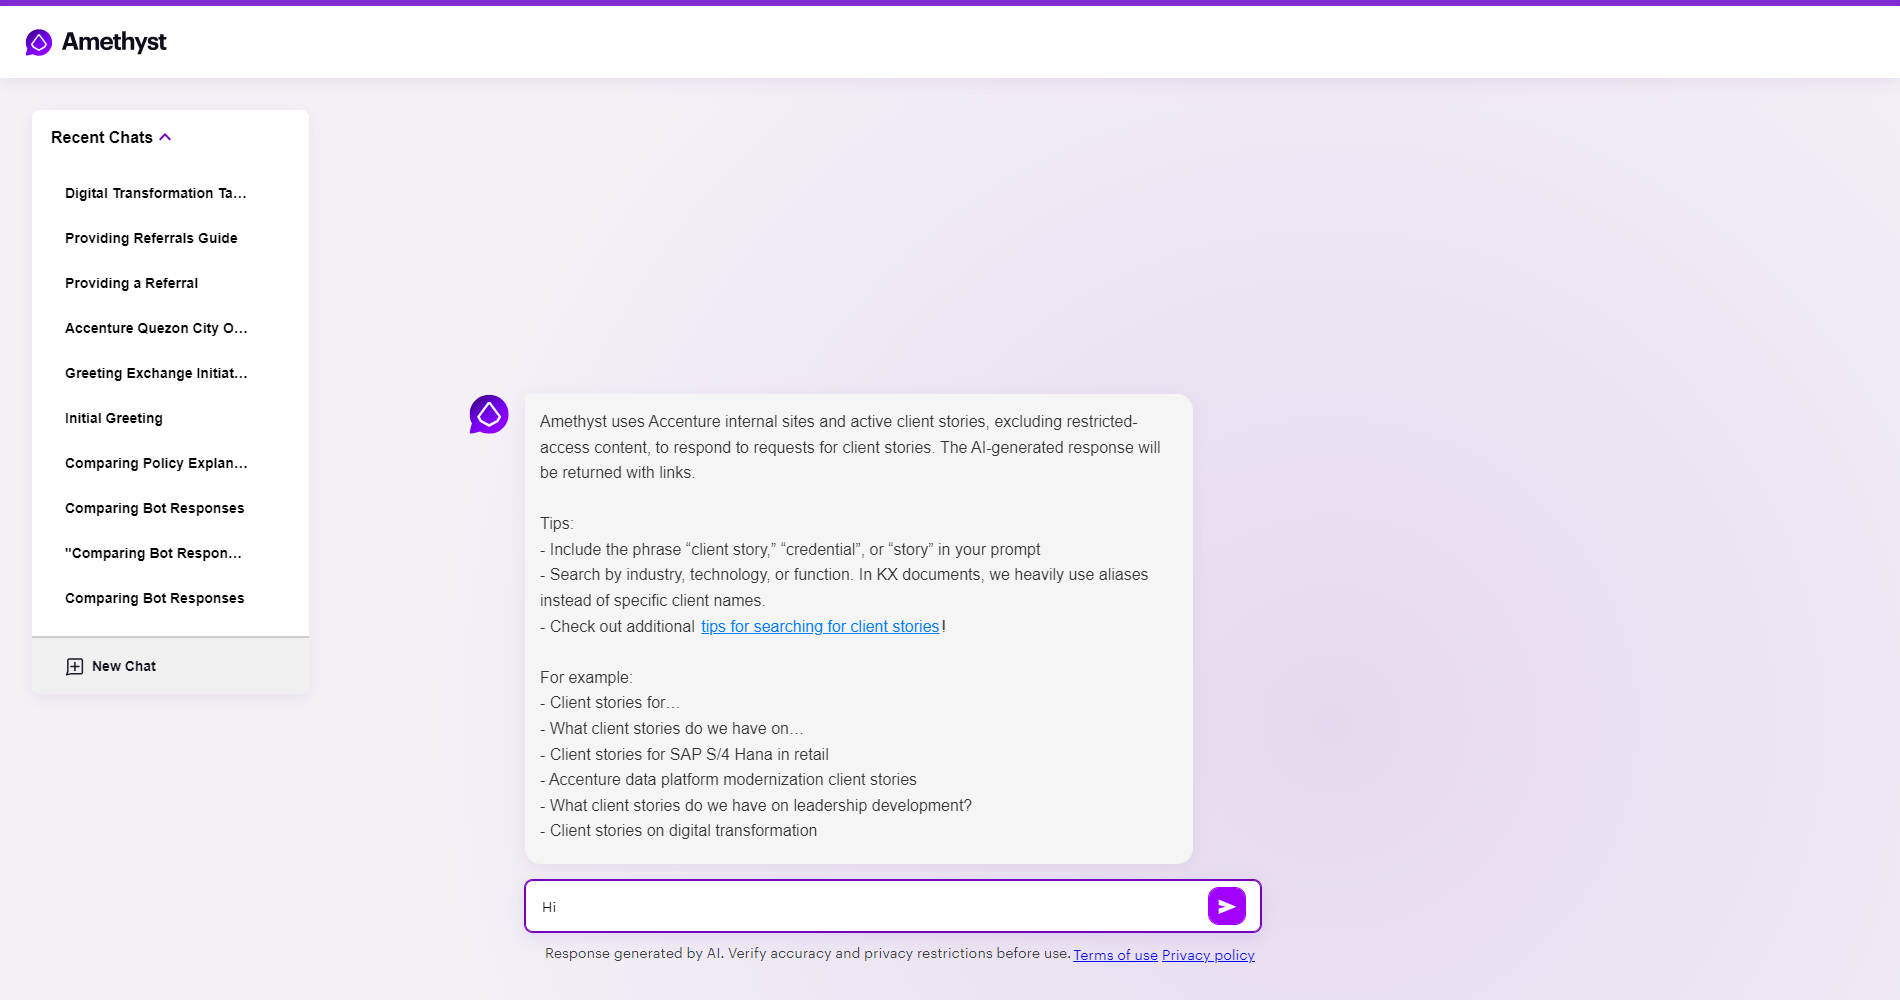 Amethyst
Recent Chats
Digital Transformation Ta...
Providing Referrals Guide
Providing a Referral
Accenture Quezon City O...
Greeting Exchange Initiat...
Initial Greeting
Comparing Policy Explan...
Comparing Bot Responses
"Comparing Bot Respon...
Comparing Bot Responses
New Chat
Amethyst uses Accenture internal sites and active client stories, excluding restricted-
access content, to respond to requests for client stories. The AI-generated response will
be returned with links.
Tips:
- Include the phrase “client story,” “credential”, or “story” in your prompt
- Search by industry, technology, or function. In KX documents, we heavily use aliases
instead of specific client names.
- Check out additional tips for searching for client stories!
For example:
- Client stories for…
- What client stories do we have on…
- Client stories for SAP S/4 Hana in retail
- Accenture data platform modernization client stories
- What client stories do we have on leadership development?
- Client stories on digital transformation
Hi
Response generated by AI. Verify accuracy and privacy restrictions before use. Terms of use Privacy policy